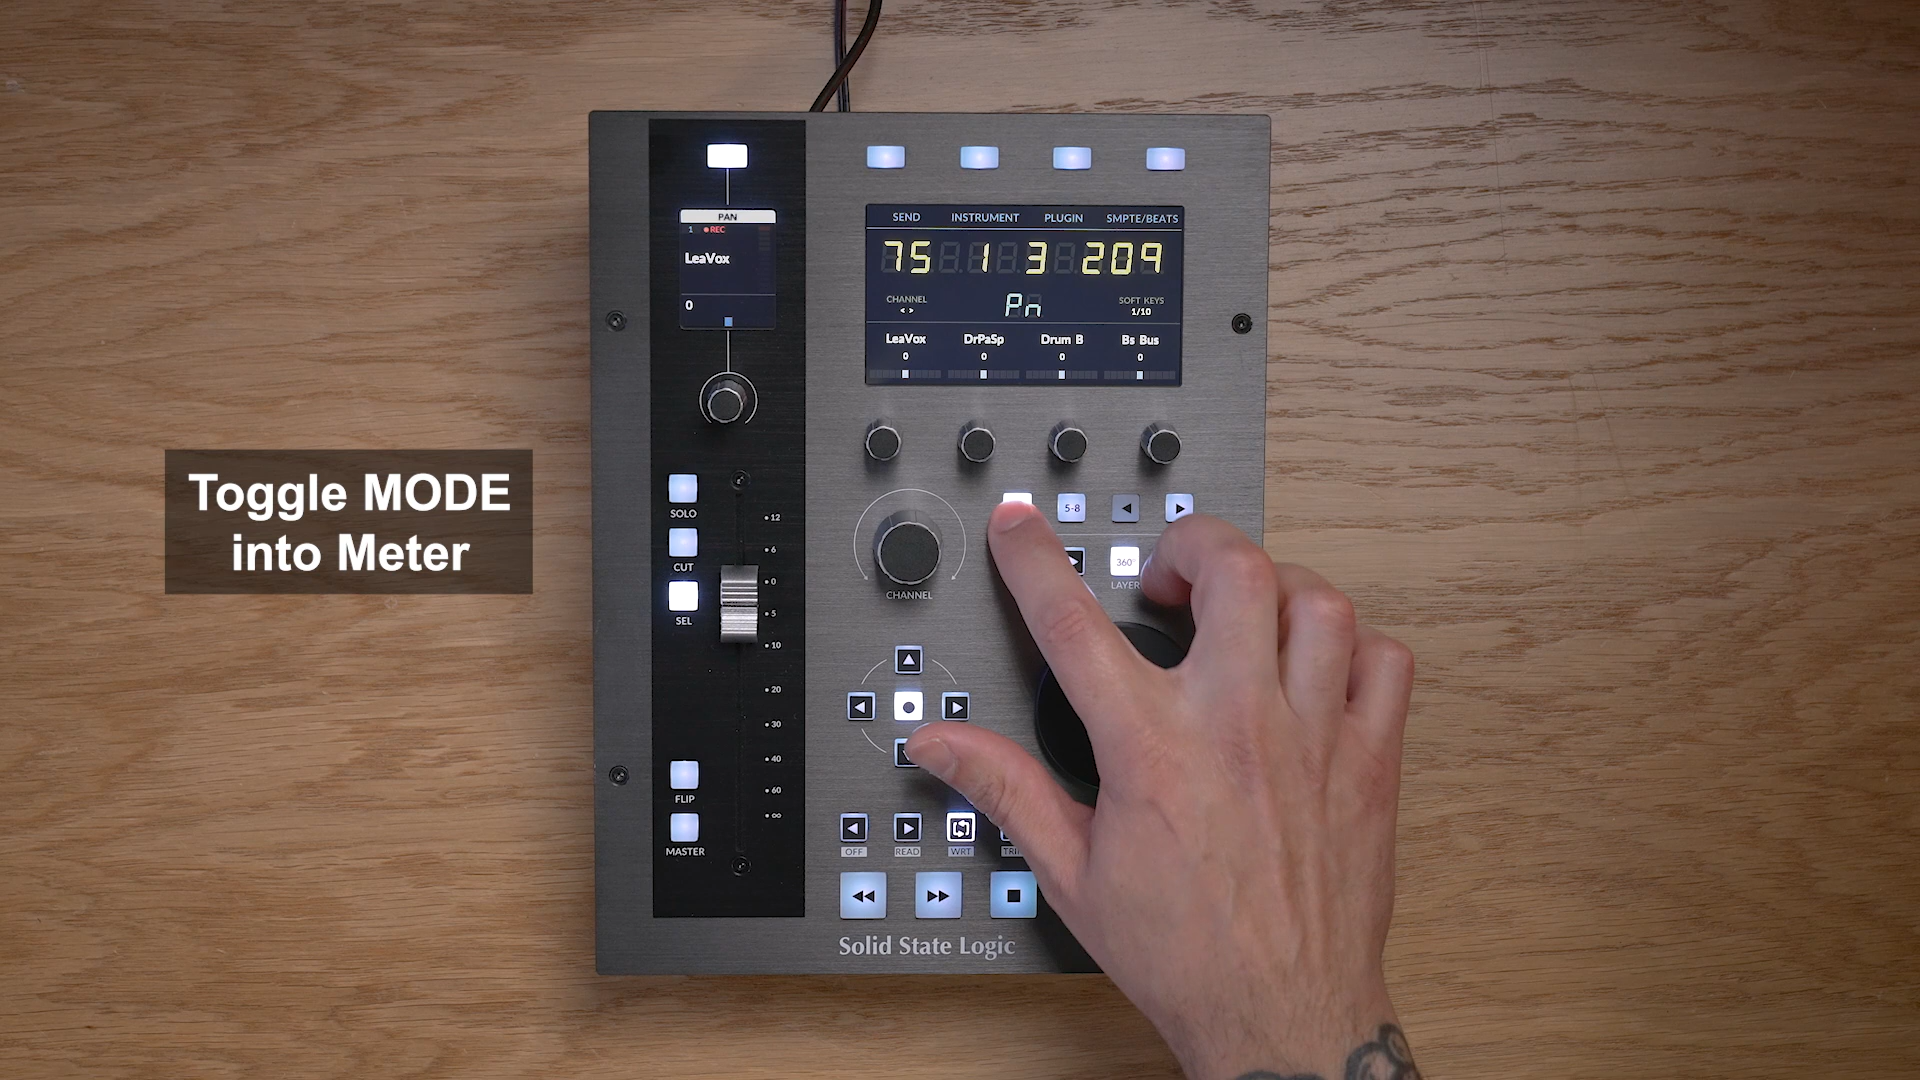 PAN
1 REC
LeaVox
0
SEND INSTRUMENT PLUGIN SMPTE/BEATS
75 1 3 209
CHANNEL
< >
Pn
SOFT KEYS
1/10
LeaVox DrPaSp Drum B Bs Bus
0 0 0 0
Toggle MODE
into Meter
SOLO
CUT
SEL
12
6
0
5
10
20
30
40
60
∞
FLIP
MASTER
5-8
360°
LAYER
CHANNEL
OFF READ WRT
Solid State Logic